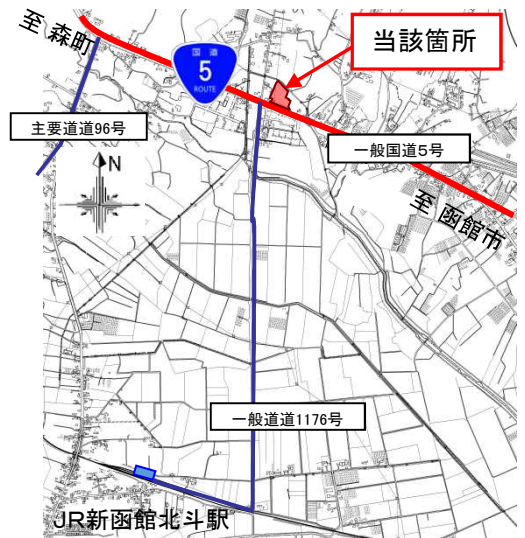 至 森町
国道
5
ROUTE
当該箇所
主要道道96号
一般国道5号
N
至 函館市
一般道道1176号
JR新函館北斗駅